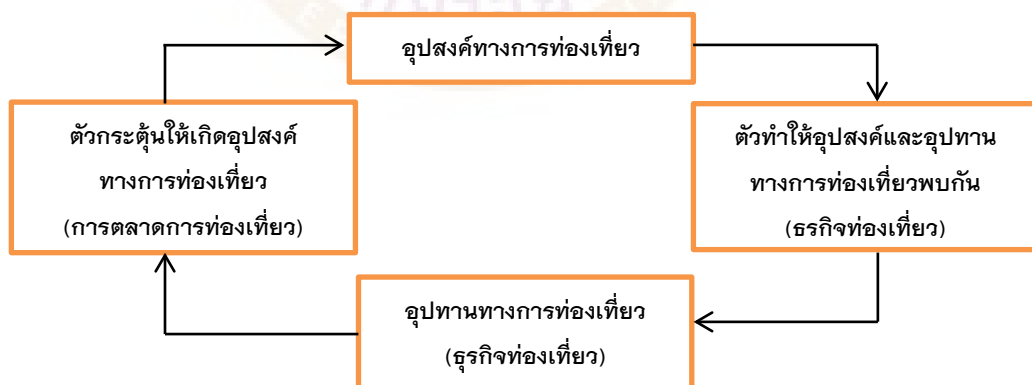 อุปสงค์ทางการท่องเที่ยว
ตัวกระตุ้นให้เกิดอุปสงค์
ทางการท่องเที่ยว
(การตลาดการท่องเที่ยว)
ตัวทำให้อุปสงค์และอุปทาน
ทางการท่องเที่ยวพบกัน
(ธรกิจท่องเที่ยว)
อุปทานทางการท่องเที่ยว
(ธุรกิจท่องเที่ยว)